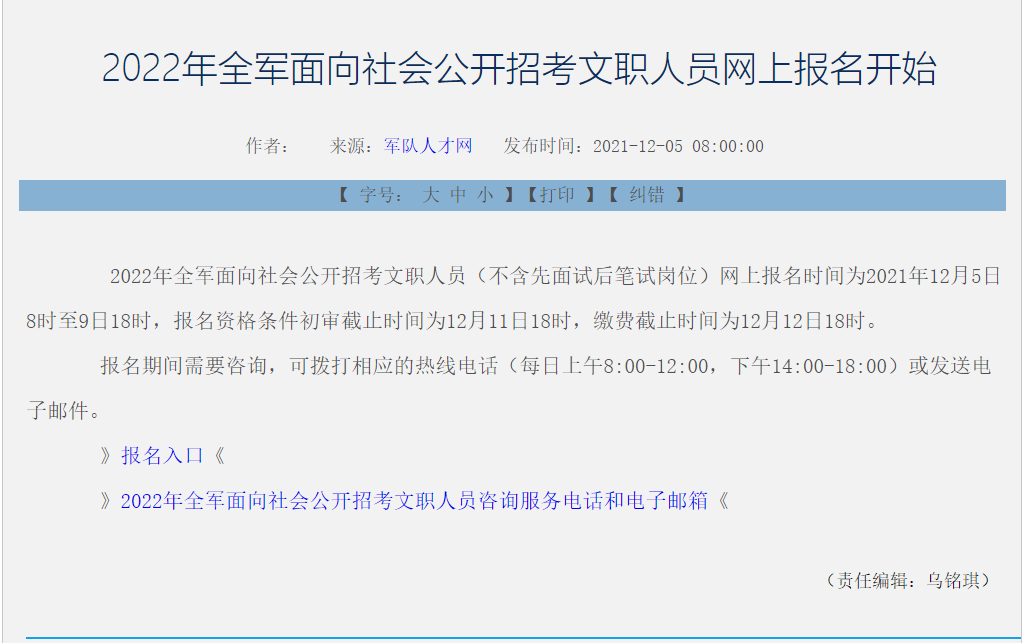 2022年全军面向社会公开招考文职人员网上报名开始
作者: 来源: 军队人才网 发布时间: 2021-12-05 08:00:00
【 字号: 大 中 小 】【打印 】【 纠错 】
2022年全军面向社会公开招考文职人员（不含先面试后笔试岗位）网上报名时间为2021年12月5日
8时至9日18时，报名资格条件初审截止时间为12月11日18时，缴费截止时间为12月12日18时。
报名期间需要咨询，可拨打相应的热线电话（每日上午8:00-12:00，下午14:00-18:00）或发送电
子邮件。
》报名入口《
》2022年全军面向社会公开招考文职人员咨询服务电话和电子邮箱《
（责任编辑：乌铭琪）